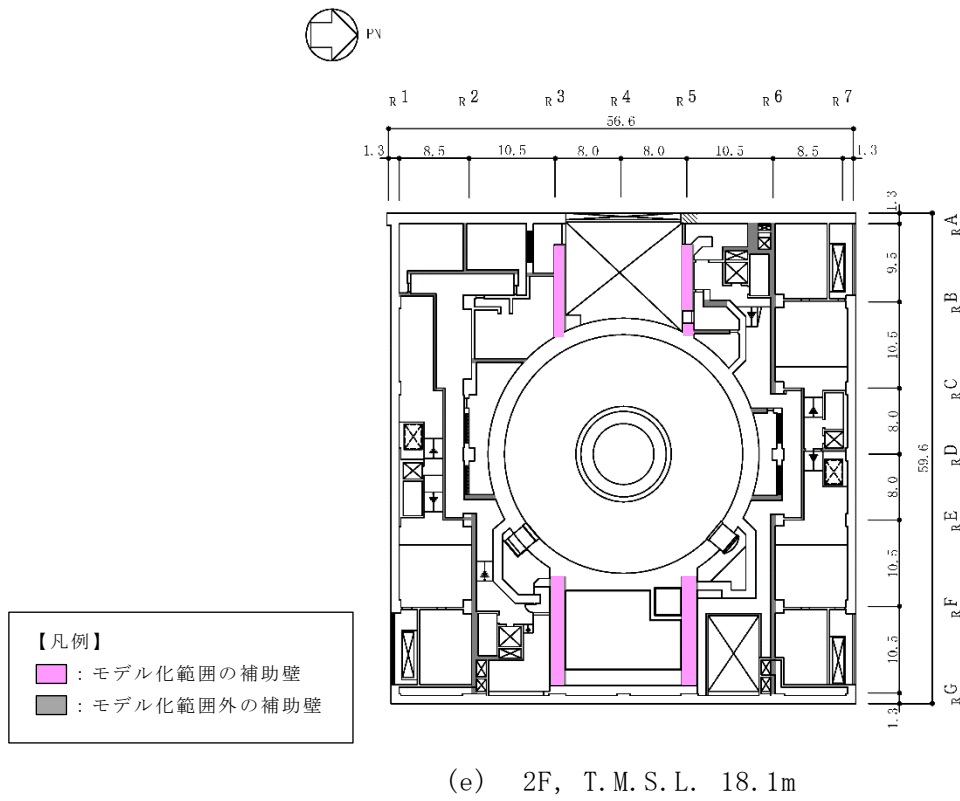 PN
R1 R2 R3 R4 R5 R6 R7
56.6
1.3 8.5 10.5 8.0 8.0 10.5 8.5 1.3
1.3 9.5 10.5 8.0 8.0 10.5 10.5 1.3
59.6
RA RB RC RD RE RF RG
【凡例】
：モデル化範囲の補助壁
：モデル化範囲外の補助壁
(e) 2F, T.M.S.L. 18.1m